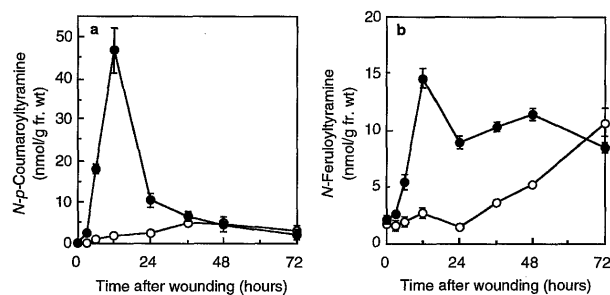 a
N-p-Coumaroyltyramine
(nmol/g fr. wt)
50
40
30
20
10
0
0 24 48 72
Time after wounding (hours)
b
N-Feruloyltyramine
(nmol/g fr. wt)
20
15
10
5
0
0 24 48 72
Time after wounding (hours)